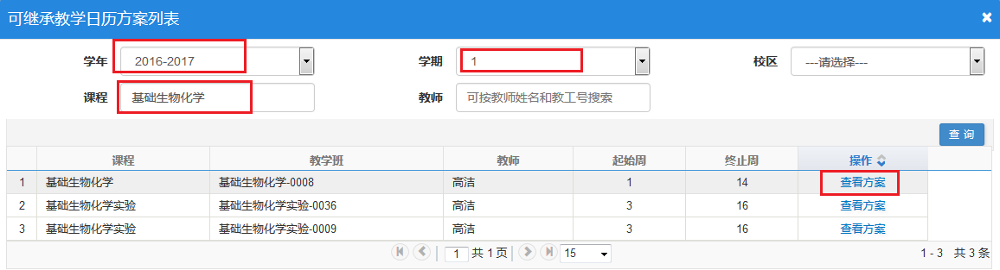 可继承教学日历方案列表
学年 2016-2017 学期 1 校区 ---请选择---
课程 基础生物化学 教师 可按教师姓名和教工号搜索
查 询
课程 教学班 教师 起始周 终止周 操作
1 基础生物化学 基础生物化学-0008 高洁 1 14 查看方案
2 基础生物化学实验 基础生物化学实验-0036 高洁 3 16 查看方案
3 基础生物化学实验 基础生物化学实验-0009 高洁 3 16 查看方案
1 共 1 页 15 1 - 3 共 3 条